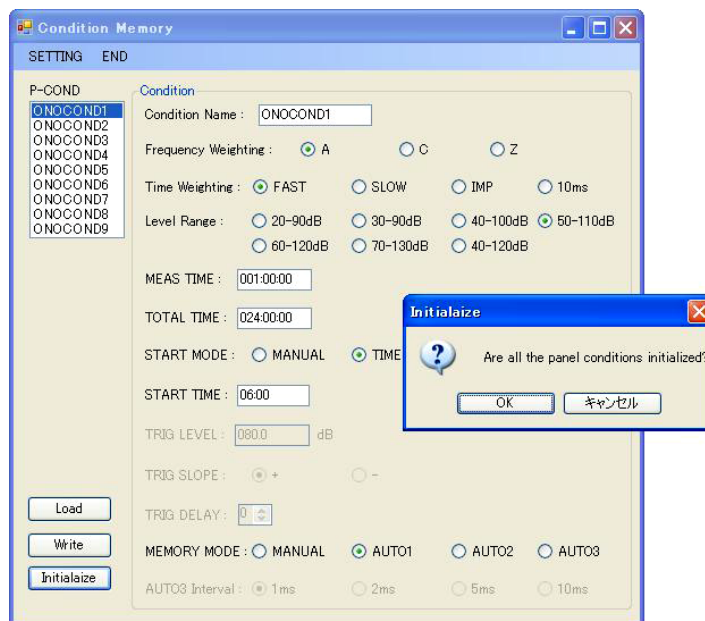 Condition Memory
SETTING END
P-COND
ONOCOND1
ONOCOND2
ONOCOND3
ONOCOND4
ONOCOND5
ONOCOND6
ONOCOND7
ONOCOND8
ONOCOND9
Condition
Condition Name : ONOCOND1
Frequency Weighting : A C Z
Time Weighting : FAST SLOW IMP 10ms
Level Range : 20-90dB 30-90dB 40-100dB 50-110dB
60-120dB 70-130dB 40-120dB
MEAS TIME : 001:00:00
TOTAL TIME : 024:00:00
START MODE : MANUAL TIME
START TIME : 06:00
TRIG LEVEL : 080.0 dB
TRIG SLOPE : + -
TRIG DELAY : 0
MEMORY MODE : MANUAL AUTO1 AUTO2 AUTO3
AUTO3 Interval : 1ms 2ms 5ms 10ms
Load
Write
Initialaize
Initialaize
Are all the panel conditions initialized?
OK キャンセル